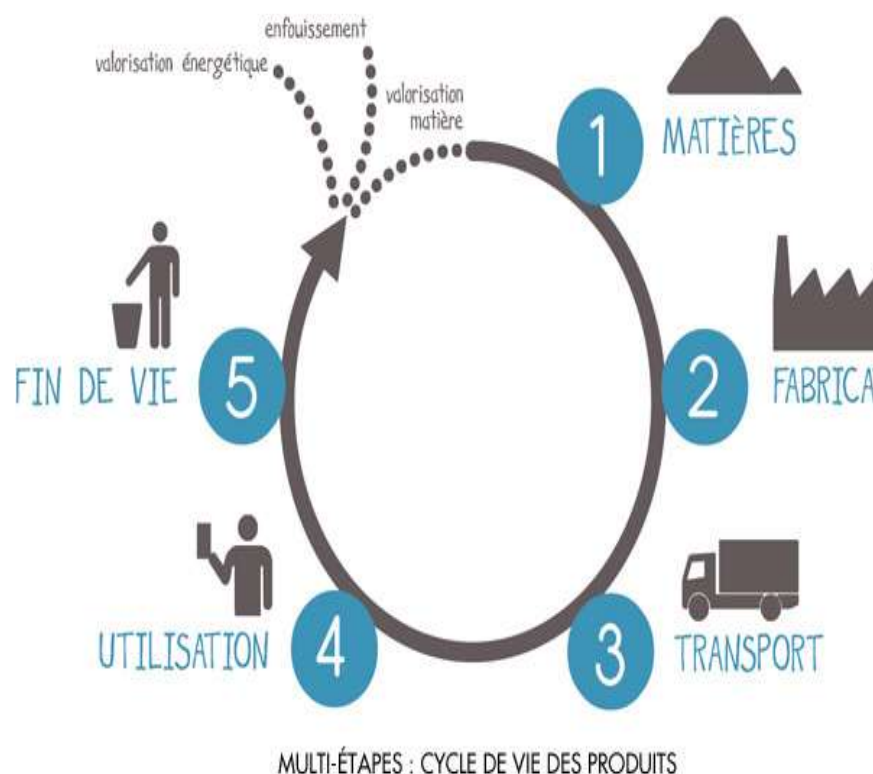 enfouissement
valorisation énergétique
valorisation
matière
1
MATIÈRES
2
FABRICA
3
TRANSPORT
4
UTILISATION
5
FIN DE VIE
MULTI-ÉTAPES : CYCLE DE VIE DES PRODUITS